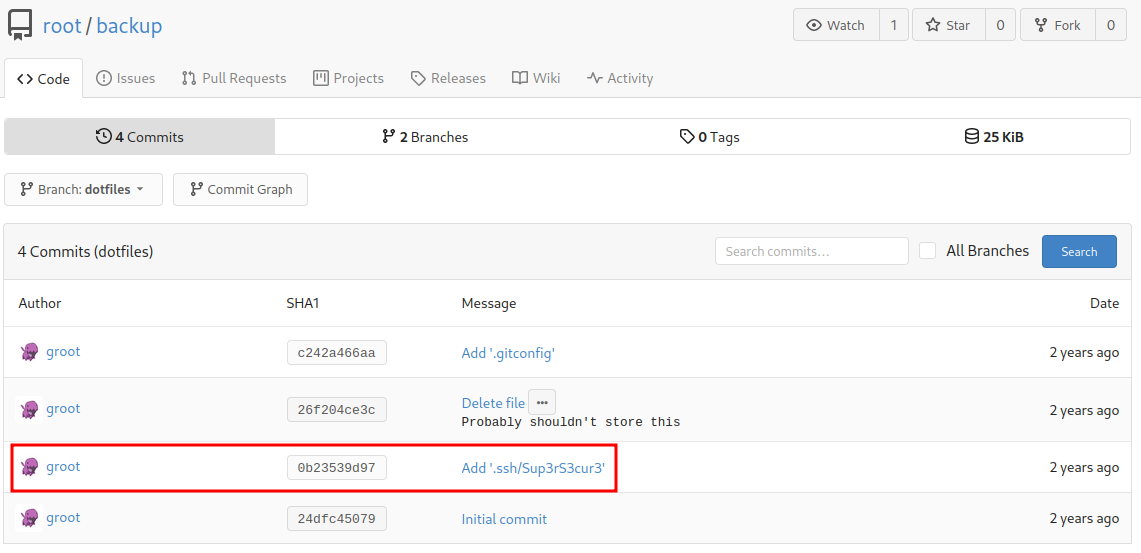 root / backup Watch 1 Star 0 Fork 0
Code Issues Pull Requests Projects Releases Wiki Activity
4 Commits 2 Branches 0 Tags 25 KiB
Branch: dotfiles Commit Graph
4 Commits (dotfiles) Search commits... All Branches Search
Author SHA1 Message Date
groot c242a466aa Add '.gitconfig' 2 years ago
groot 26f204ce3c Delete file ... 2 years ago
Probably shouldn't store this
groot 0b23539d97 Add '.ssh/Sup3rS3cur3' 2 years ago
groot 24dfc45079 Initial commit 2 years ago